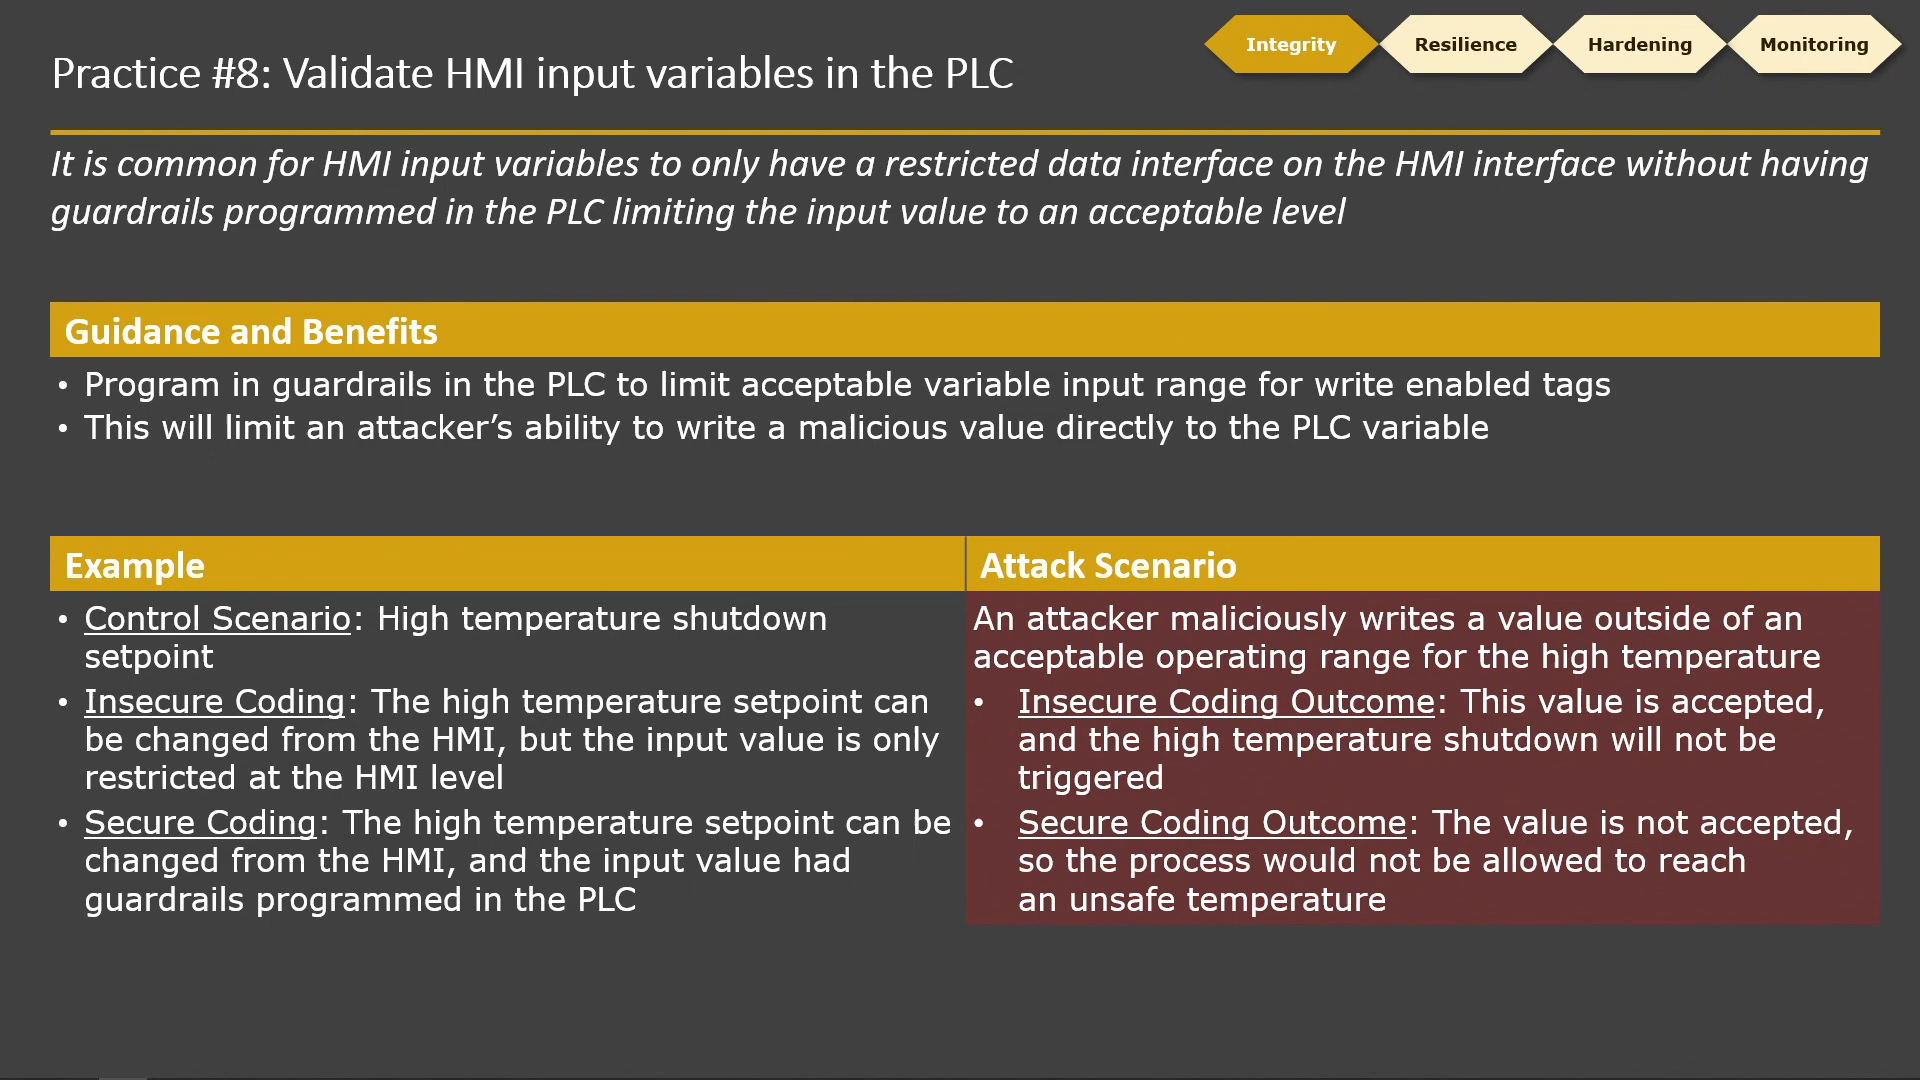 Integrity
Resilience
Hardening
Monitoring
Practice #8: Validate HMI input variables in the PLC
It is common for HMI input variables to only have a restricted data interface on the HMI interface without having
guardrails programmed in the PLC limiting the input value to an acceptable level
Guidance and Benefits
• Program in guardrails in the PLC to limit acceptable variable input range for write enabled tags
• This will limit an attacker’s ability to write a malicious value directly to the PLC variable
Example
• Control Scenario: High temperature shutdown
setpoint
• Insecure Coding: The high temperature setpoint can
be changed from the HMI, but the input value is only
restricted at the HMI level
• Secure Coding: The high temperature setpoint can be
changed from the HMI, and the input value had
guardrails programmed in the PLC
Attack Scenario
An attacker maliciously writes a value outside of an
acceptable operating range for the high temperature
• Insecure Coding Outcome: This value is accepted,
and the high temperature shutdown will not be
triggered
• Secure Coding Outcome: The value is not accepted,
so the process would not be allowed to reach
an unsafe temperature